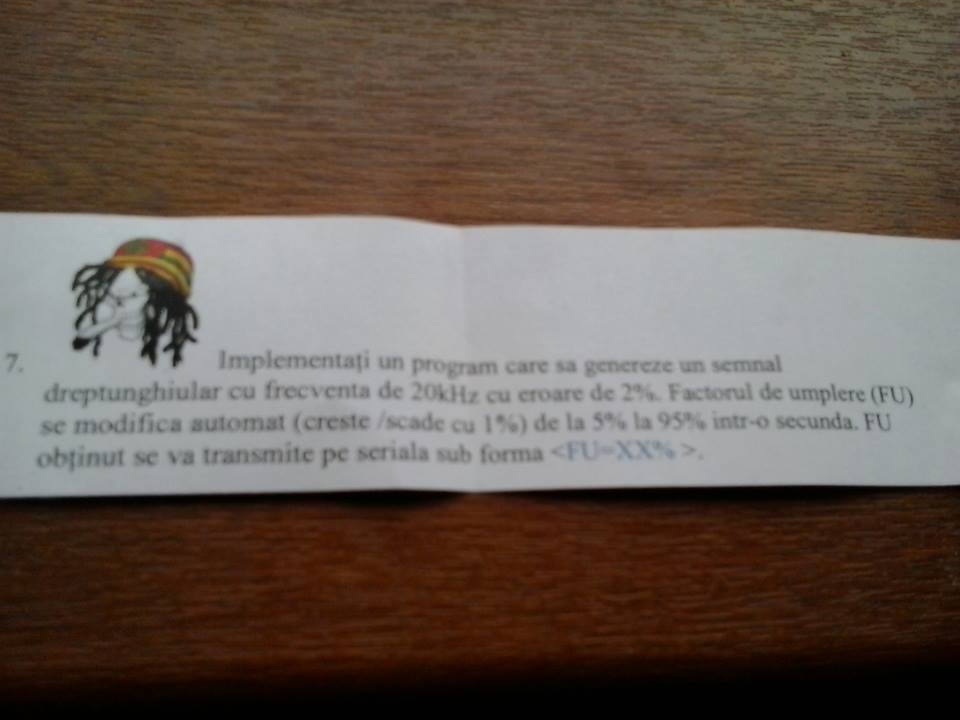 7. Implementați un program care sa genereze un semnal
dreptunghiular cu frecventa de 20kHz cu eroare de 2%. Factorul de umplere (FU)
se modifica automat (creste /scade cu 1%) de la 5% la 95% intr-o secunda. FU
obținut se va transmite pe seriala sub forma <FU=XX% >.